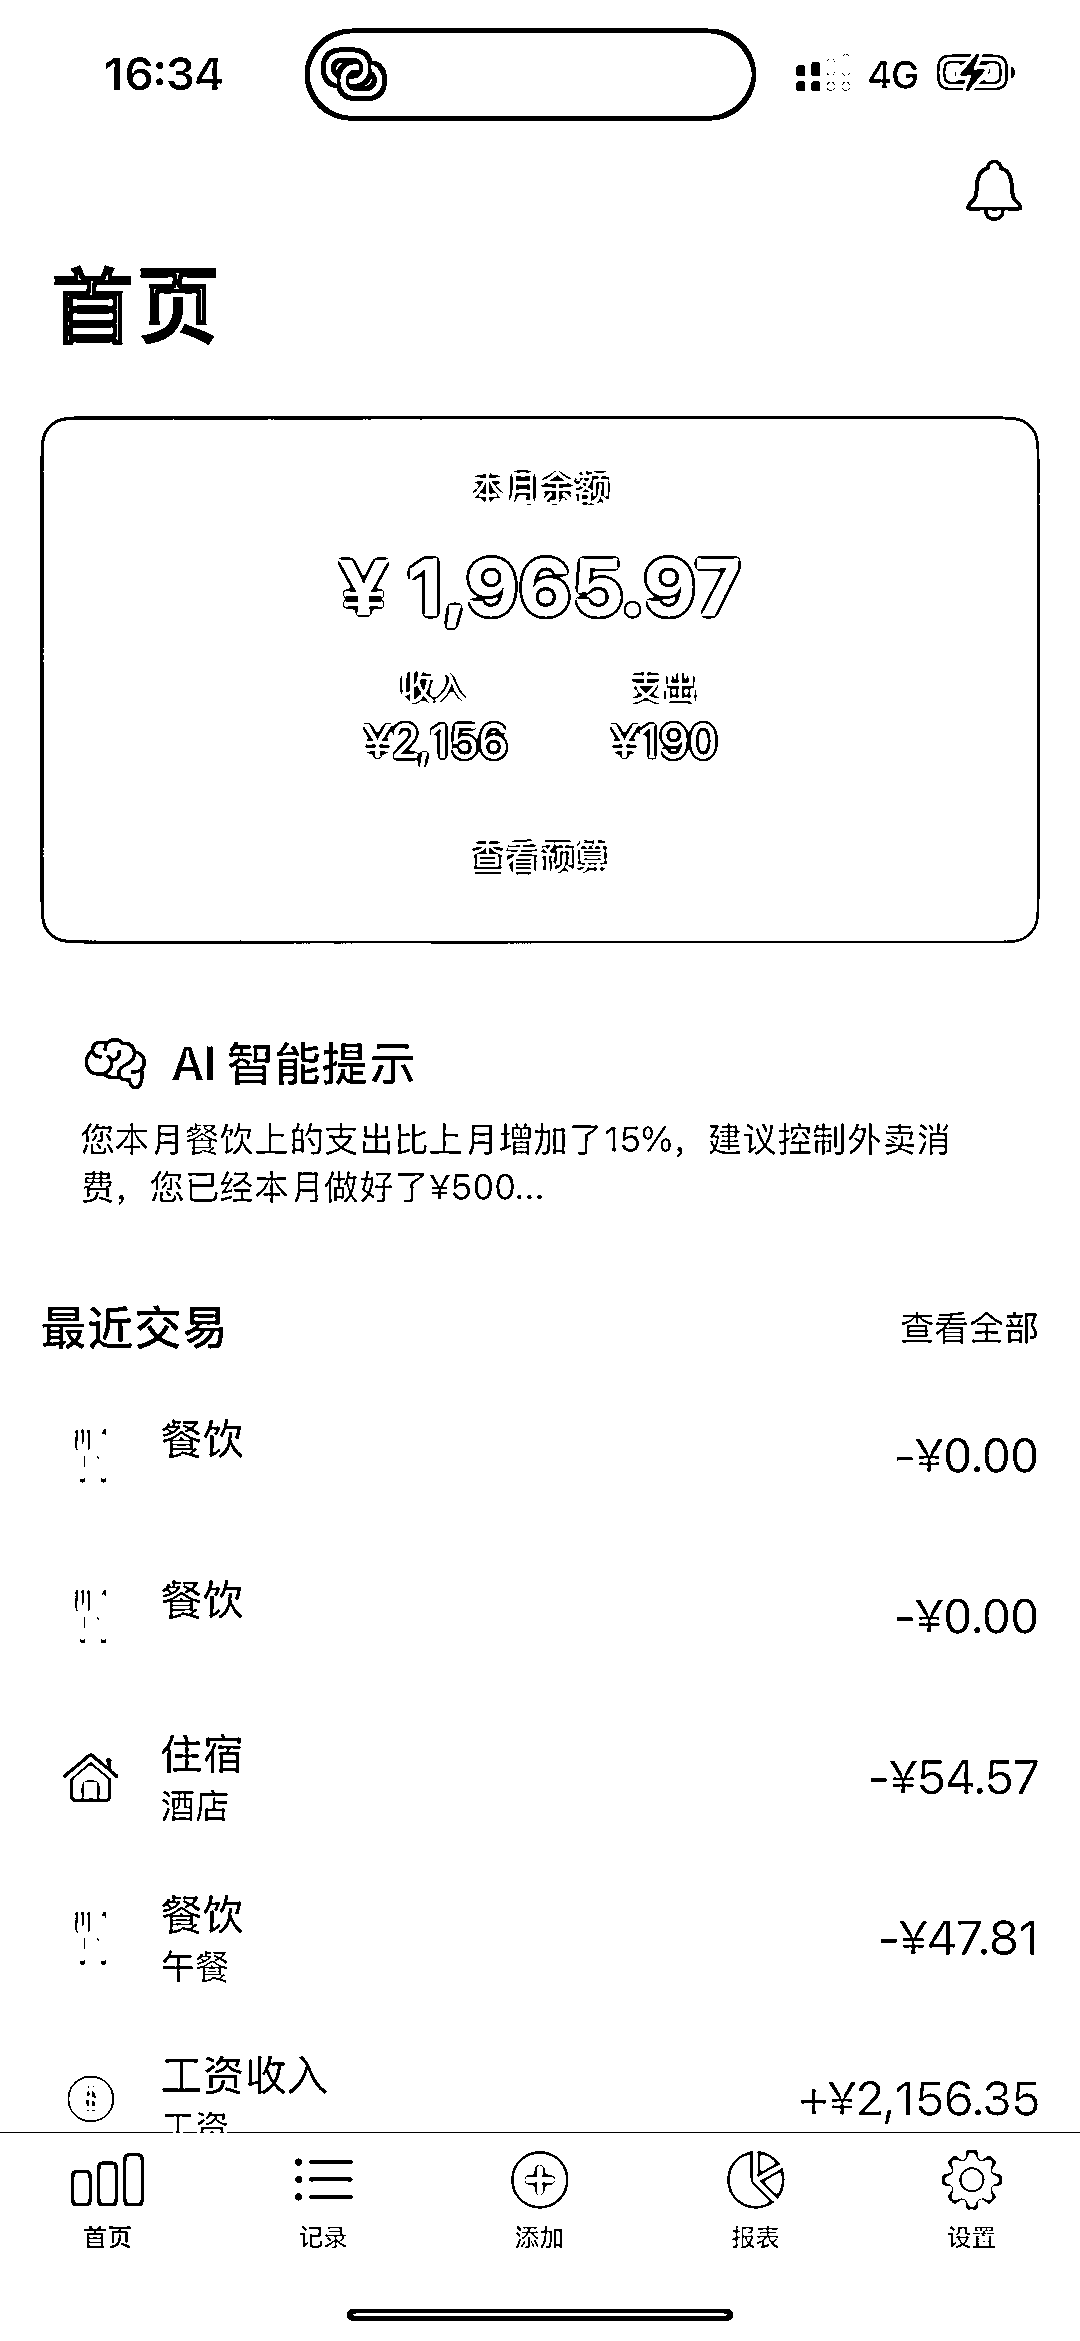 16:34
4G
首页
本月余额
¥ 1,965.97
收入 支出
¥2,156 ¥190
查看预算
AI 智能提示
您本月餐饮上的支出比上月增加了15%，建议控制外卖消
费，您已经本月做好了¥500...
最近交易 查看全部
餐饮
-¥0.00
餐饮
-¥0.00
住宿
酒店
-¥54.57
餐饮
午餐
-¥47.81
工资收入
工资
+¥2,156.35
首页 记录 添加 报表 设置